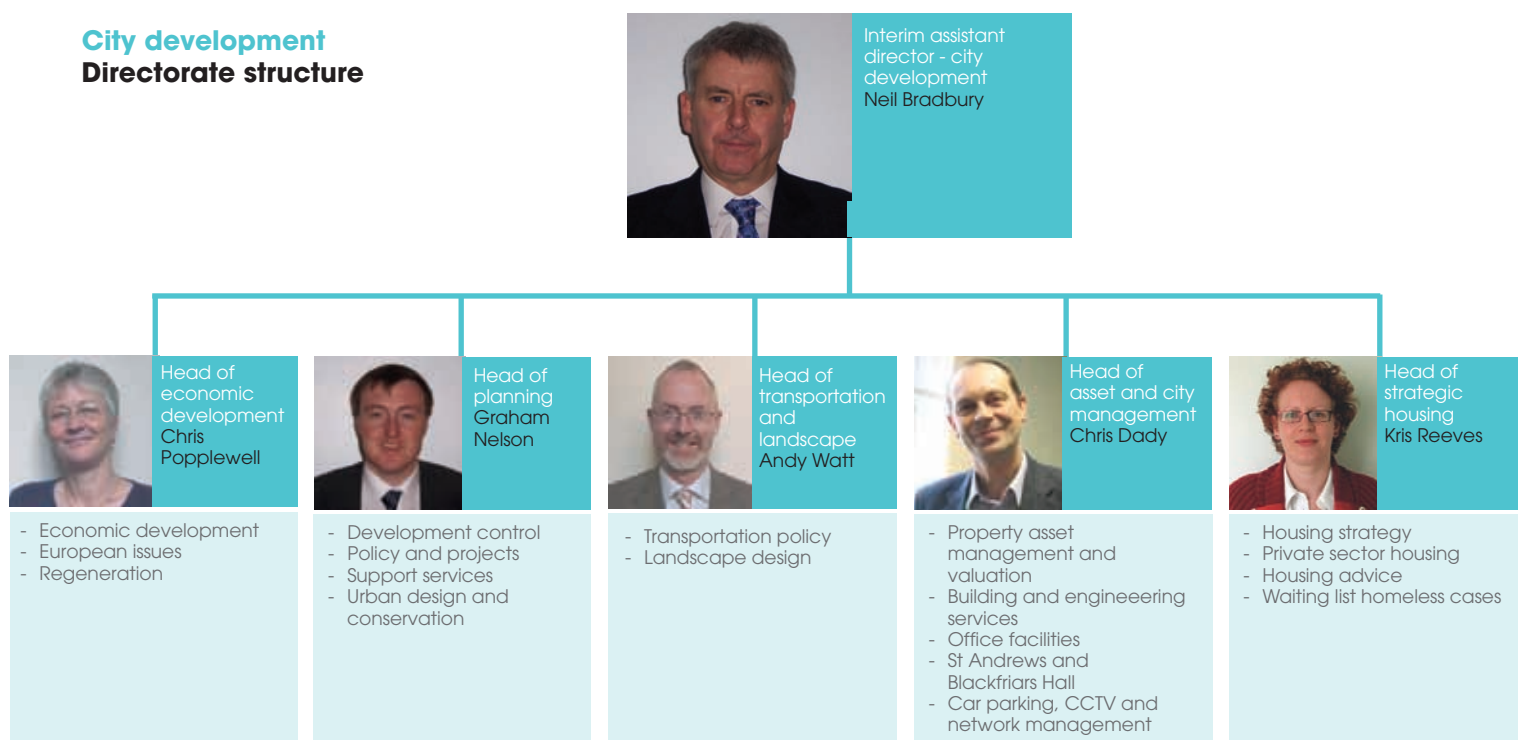 City development
Directorate structure
Interim assistant
director - city
development
Neil Bradbury
Head of
economic
development
Chris
Popplewell
- Economic development
- European issues
- Regeneration
Head of
planning
Graham
Nelson
- Development control
- Policy and projects
- Support services
- Urban design and
conservation
Head of
transportation
and
landscape
Andy Watt
- Transportation policy
- Landscape design
Head of
asset and city
management
Chris Dady
- Property asset
management and
valuation
- Building and engineeering
services
- Office facilities
- St Andrews and
Blackfriars Hall
- Car parking, CCTV and
network management
Head of
strategic
housing
Kris Reeves
- Housing strategy
- Private sector housing
- Housing advice
- Waiting list homeless cases